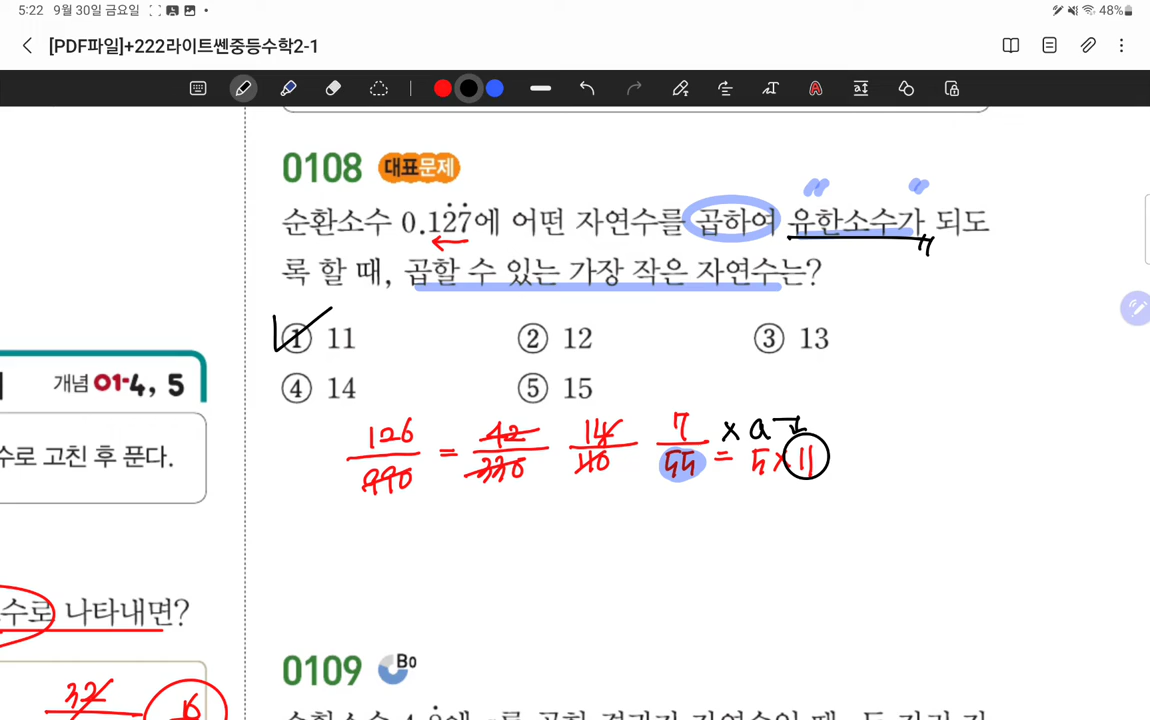 5:22 9월 30일 금요일 48%
[PDF파일]+222라이트쎈중등수학2-1
0108 대표문제
순환소수 0.12̇7̇에 어떤 자연수를 곱하여 유한소수가 되도
록 할 때, 곱할 수 있는 가장 작은 자연수는?
① 11 ② 12 ③ 13
④ 14 ⑤ 15
126/990 = 42/330 14/110 7/55 = 5×11 × a
개념 01-4, 5
수로 고친 후 푼다.
수로 나타내면?
32 16
0109 B0